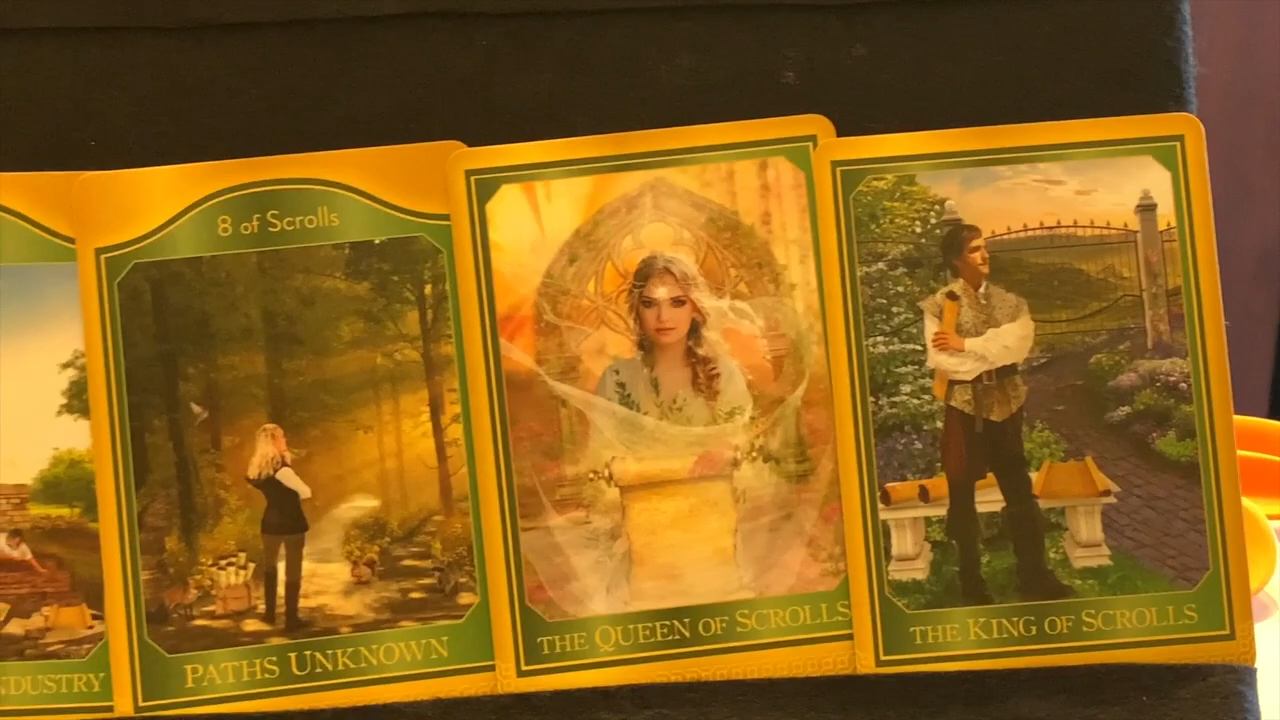 NDUSTRY
8 of Scrolls
PATHS UNKNOWN
THE QUEEN OF SCROLLS
THE KING OF SCROLLS